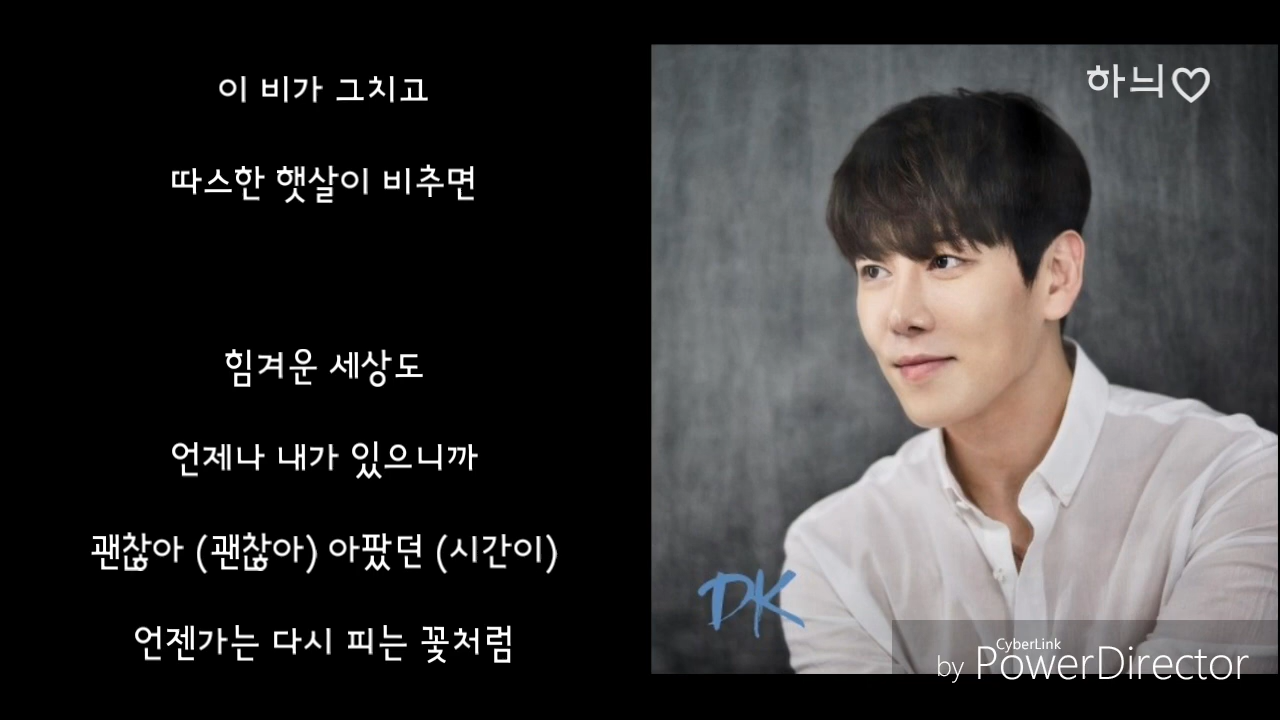 이 비가 그치고
따스한 햇살이 비추면
힘겨운 세상도
언제나 내가 있으니까
괜찮아 (괜찮아) 아팠던 (시간이)
언젠가는 다시 피는 꽃처럼
하늬♡
DK
CyberLink
by PowerDirector